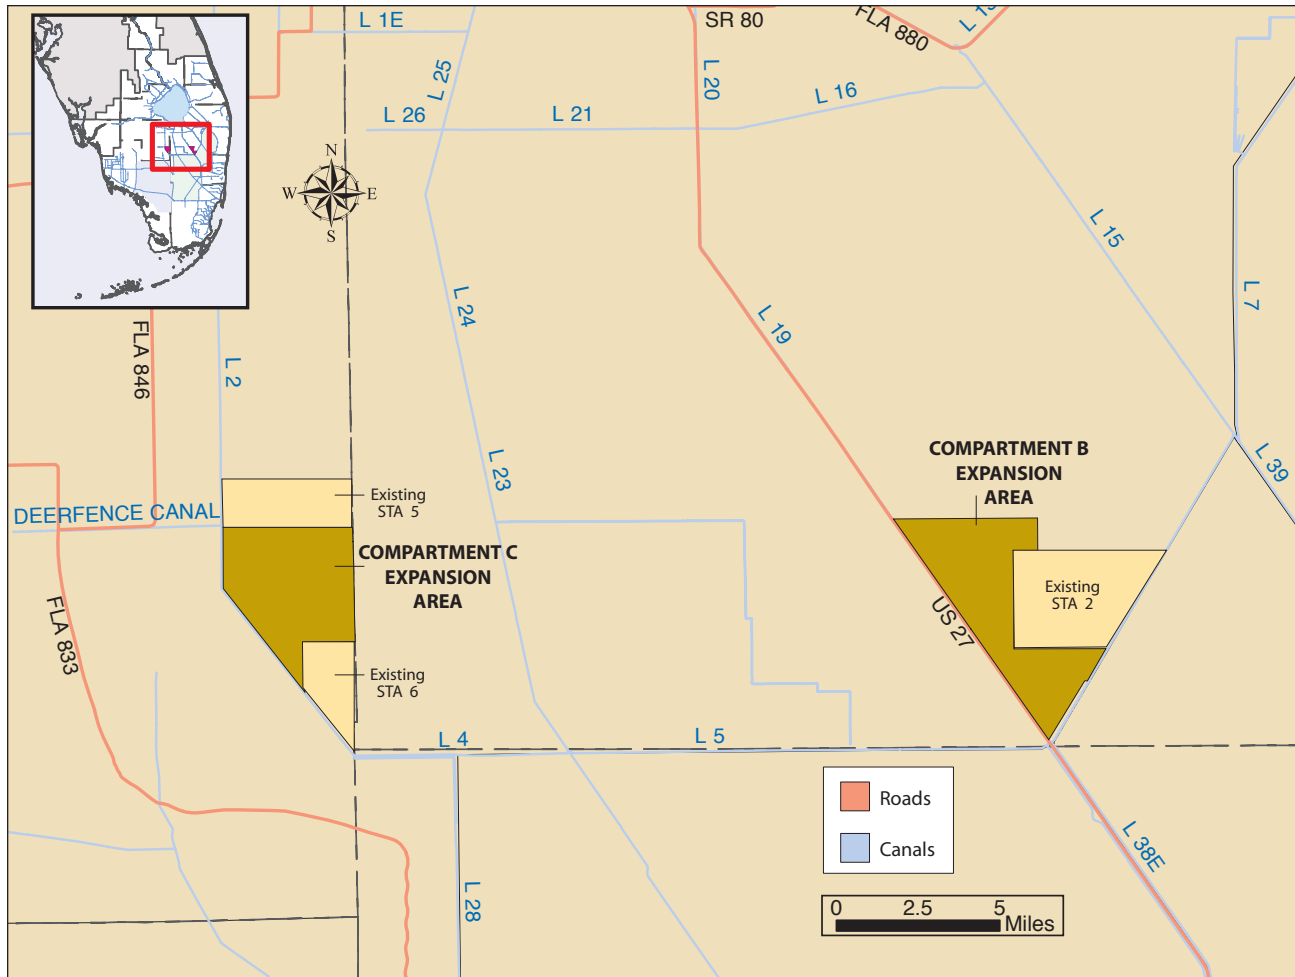 L 1E
SR 80
FLA 880
L 13
L 25
L 20
L 26
L 21
L 16
N
W
E
S
L 15
L 24
L 19
L 7
FLA 846
L 2
L 23
L 39
COMPARTMENT B
EXPANSION
AREA
Existing
STA 5
DEERFENCE CANAL
COMPARTMENT C
EXPANSION
AREA
Existing
STA 2
US 27
FLA 833
Existing
STA 6
L 4
L 5
Roads
Canals
L 38E
L 28
0 2.5 5
Miles